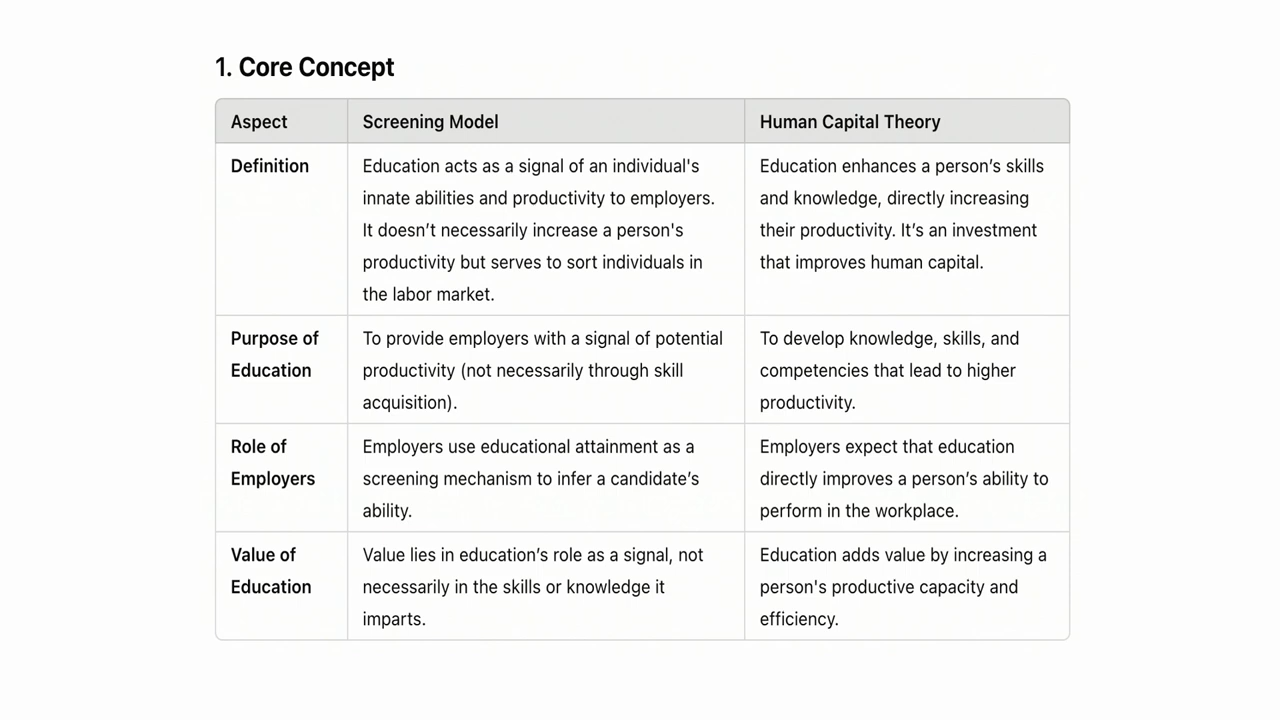 1. Core Concept
Aspect
Screening Model
Human Capital Theory
Definition
Education acts as a signal of an individual's
innate abilities and productivity to employers.
It doesn’t necessarily increase a person's
productivity but serves to sort individuals in
the labor market.
Education enhances a person’s skills
and knowledge, directly increasing
their productivity. It’s an investment
that improves human capital.
Purpose of
Education
To provide employers with a signal of potential
productivity (not necessarily through skill
acquisition).
To develop knowledge, skills, and
competencies that lead to higher
productivity.
Role of
Employers
Employers use educational attainment as a
screening mechanism to infer a candidate’s
ability.
Employers expect that education
directly improves a person’s ability to
perform in the workplace.
Value of
Education
Value lies in education’s role as a signal, not
necessarily in the skills or knowledge it
imparts.
Education adds value by increasing a
person's productive capacity and
efficiency.